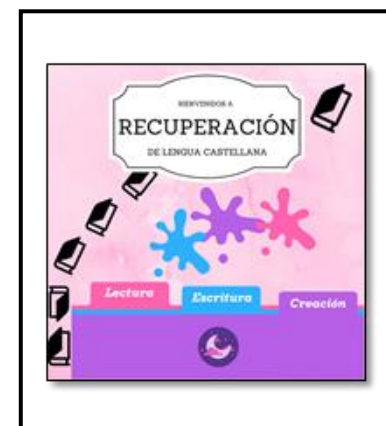 BIENVENIDOS A
RECUPERACIÓN
DE LENGUA CASTELLANA
Lectura
Escritura
Creación